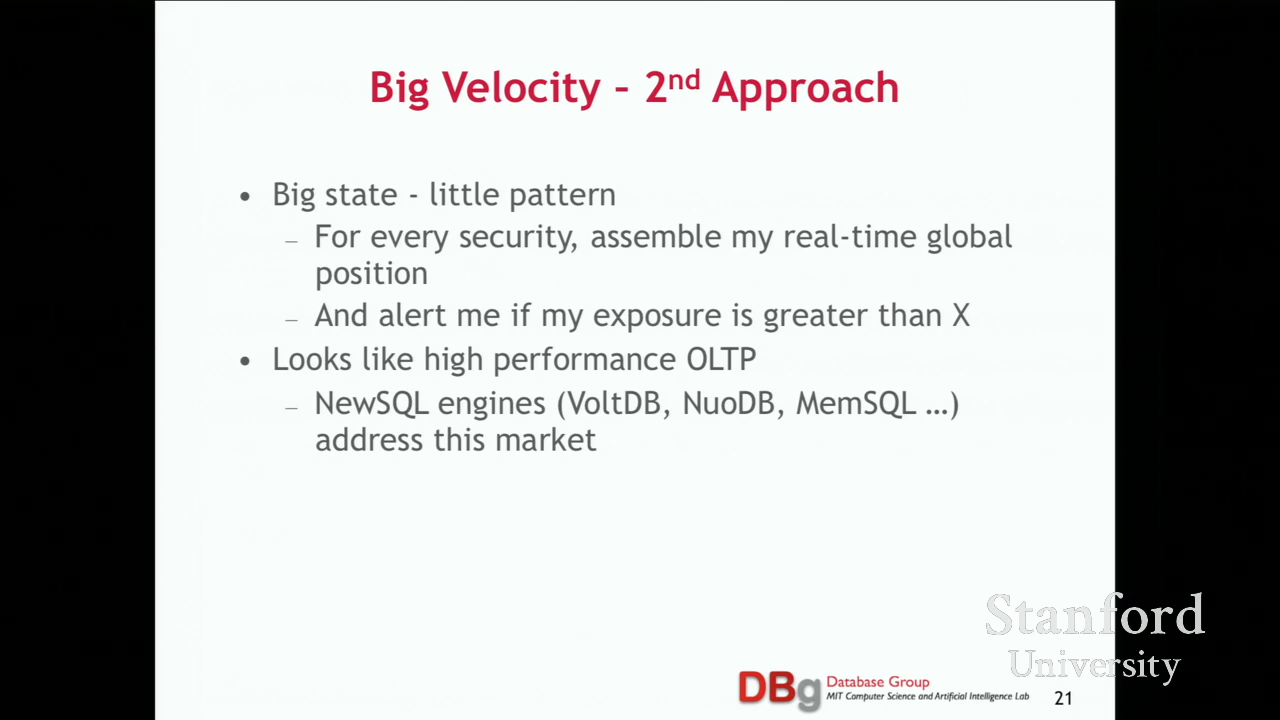 Big Velocity – 2nd Approach
• Big state - little pattern
– For every security, assemble my real-time global
position
– And alert me if my exposure is greater than X
• Looks like high performance OLTP
– NewSQL engines (VoltDB, NuoDB, MemSQL …)
address this market
Stanford
University
DBg
Database Group
MIT Computer Science and Artificial Intelligence Lab
21